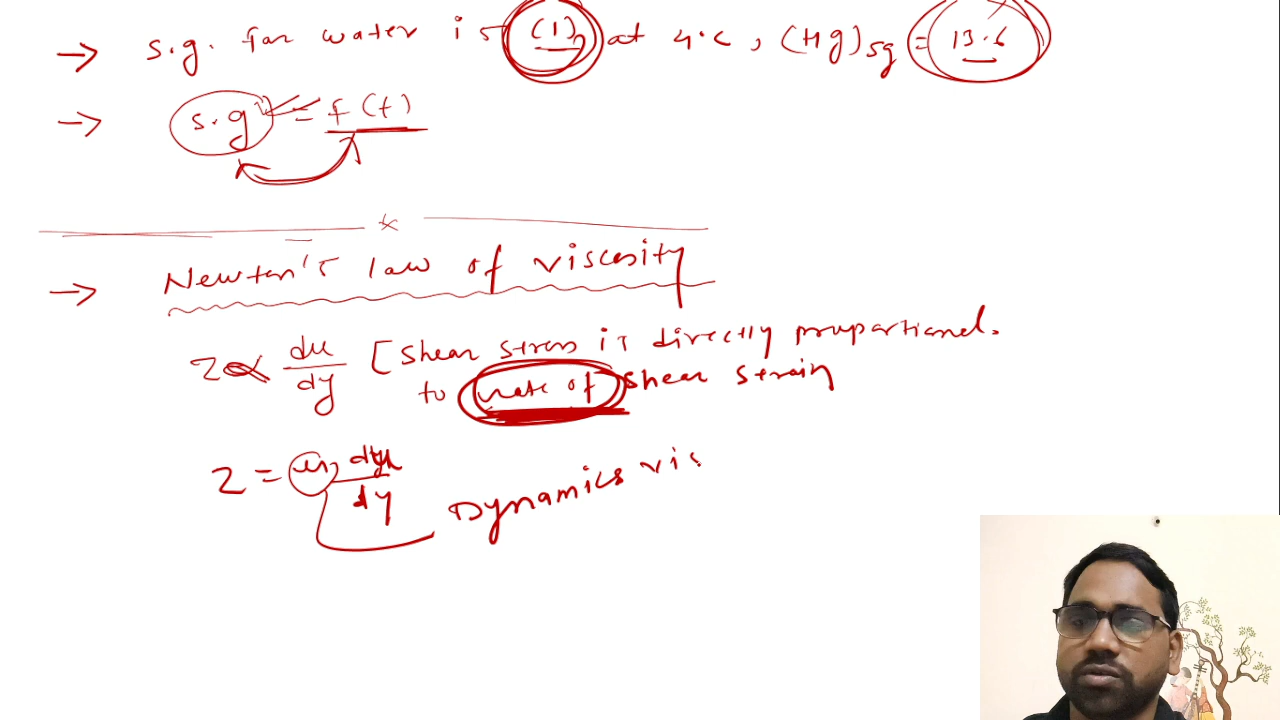 → s.g. for water is (1) at 4°c, (Hg)sg = 13.6
→ s.g = f(t)
→ Newton's law of viscosity
τ ∝ du/dy [shear stress is directly proportional.
to rate of shear strain
τ = μ du/dy
Dynamics vis